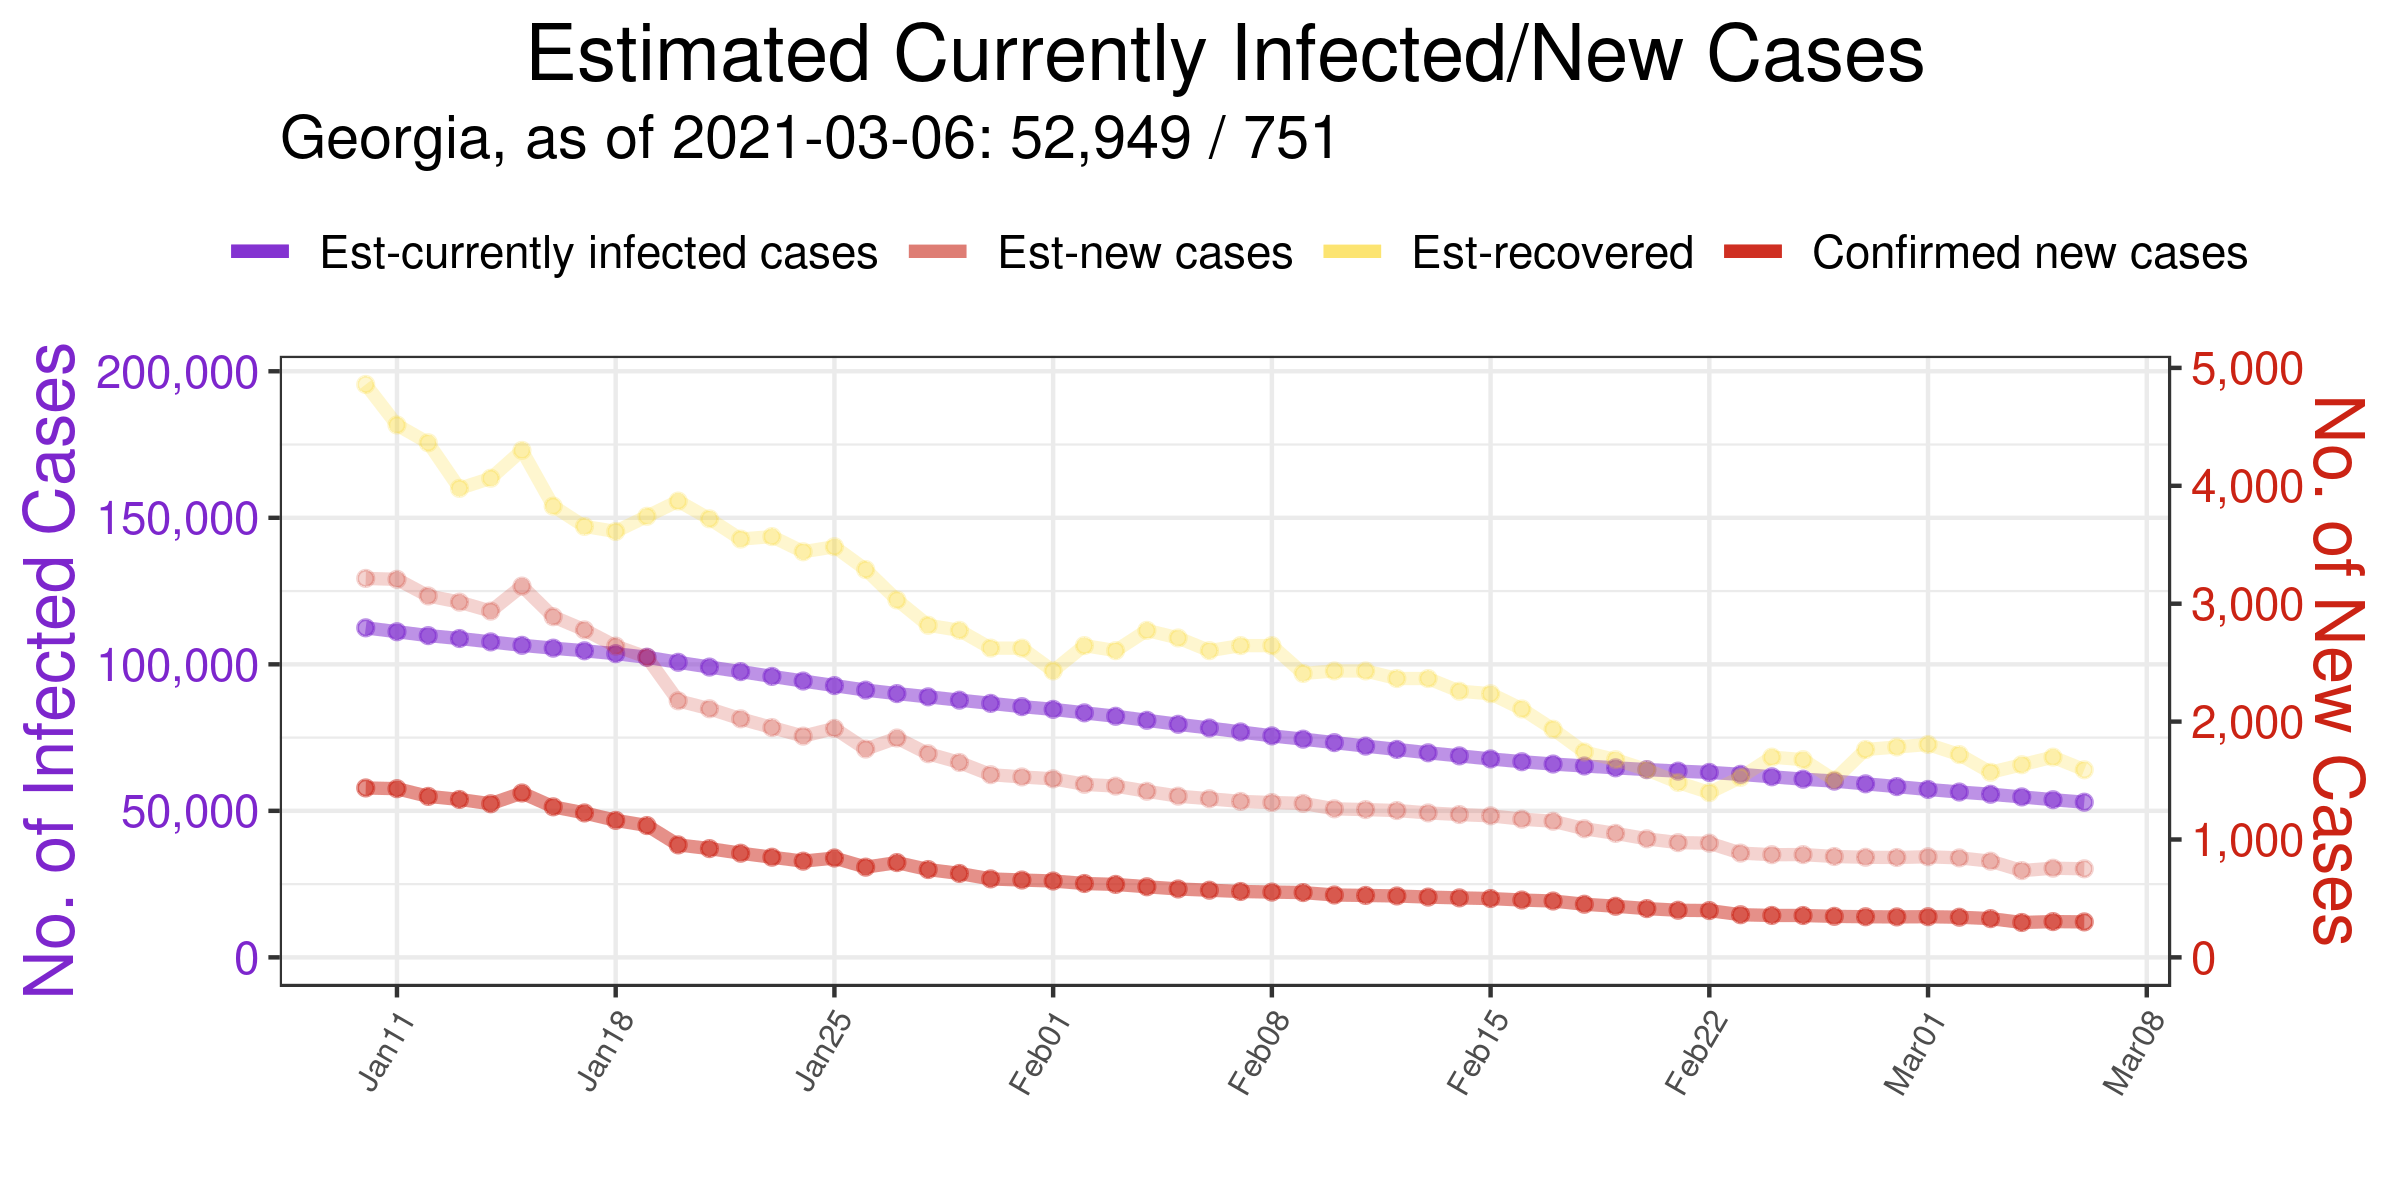 Estimated Currently Infected/New Cases
Georgia, as of 2021-03-06: 52,949 / 751
Est-currently infected cases Est-new cases Est-recovered Confirmed new cases
No. of Infected Cases
200,000
150,000
100,000
50,000
0
5,000
4,000
3,000
2,000
1,000
0
No. of New Cases
Jan11 Jan18 Jan25 Feb01 Feb08 Feb15 Feb22 Mar01 Mar08